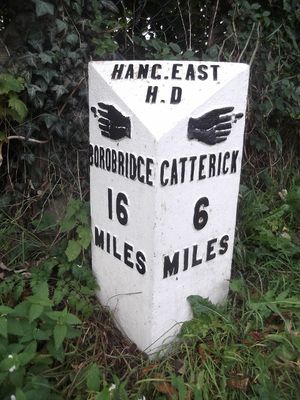 HANG. EAST
H.D
BOROBRIDGE
16
MILES
CATTERICK
6
MILES